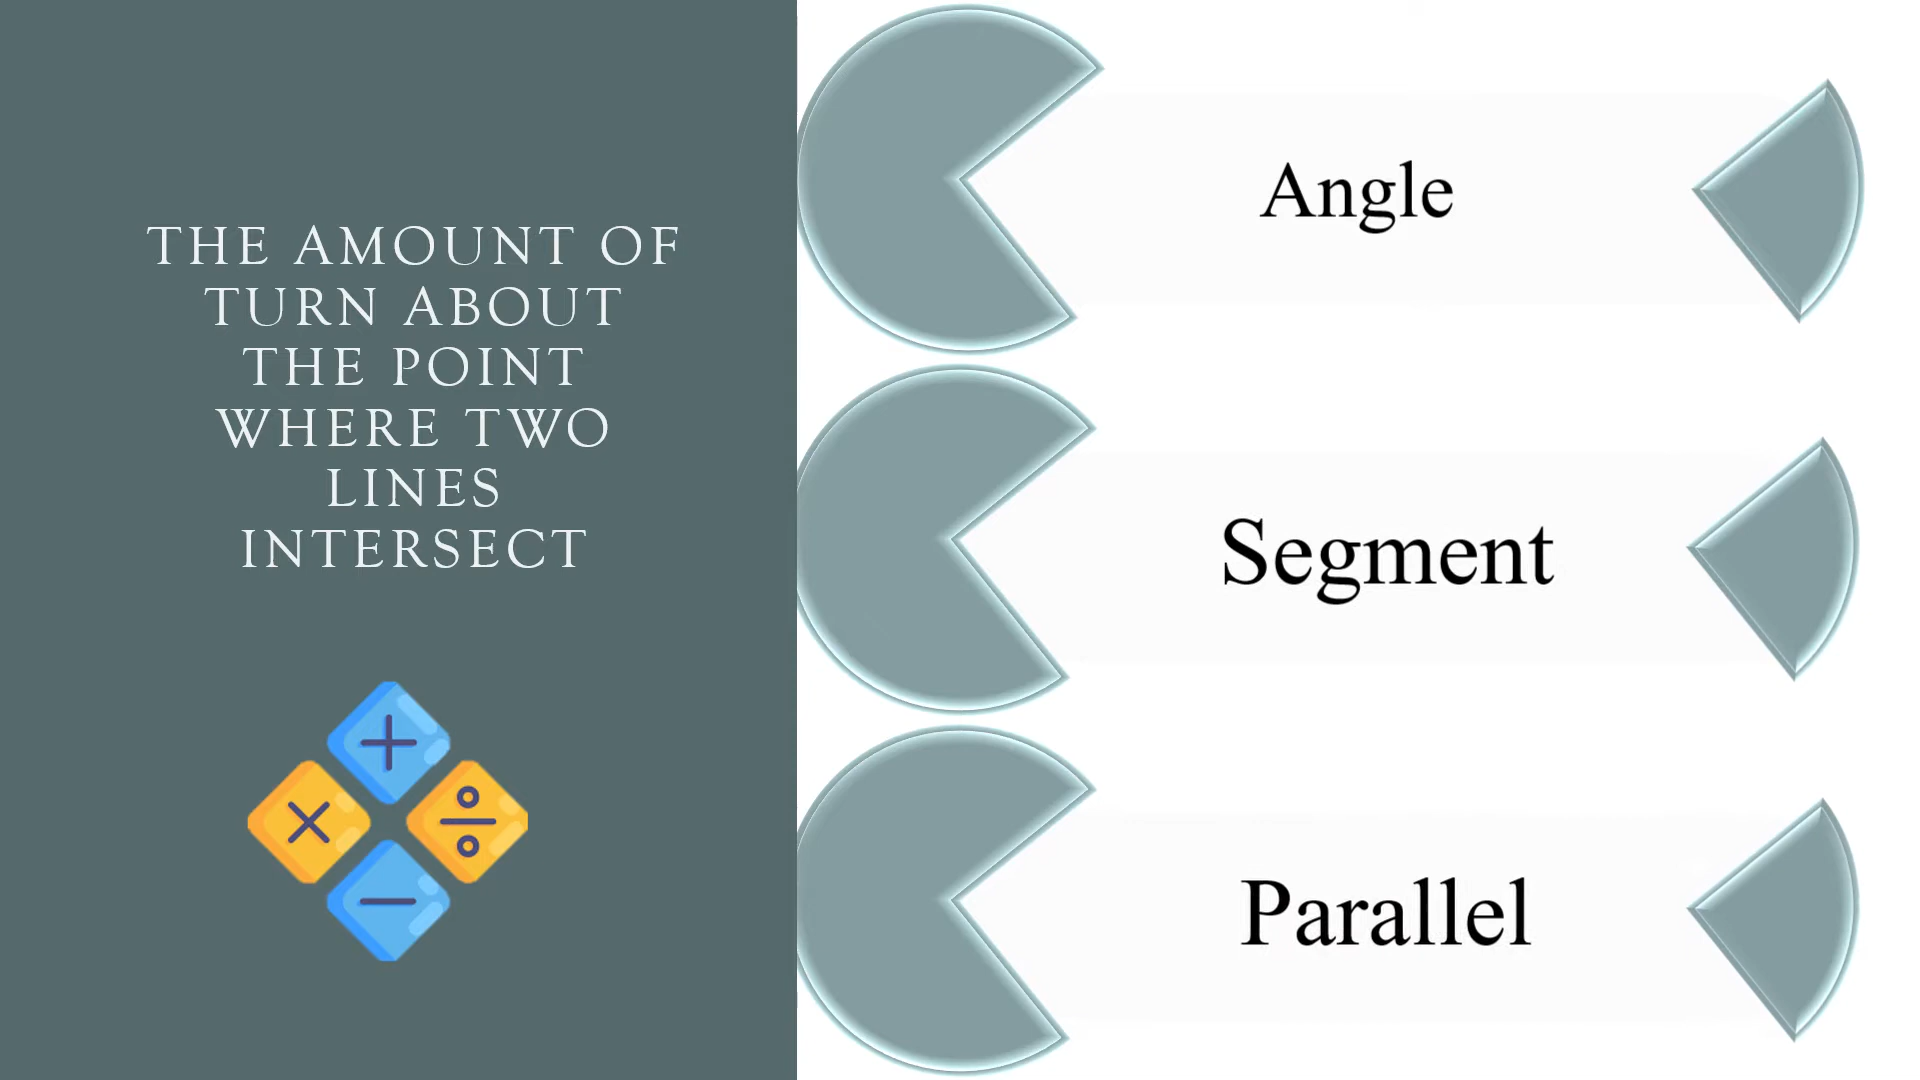 THE AMOUNT OF
TURN ABOUT
THE POINT
WHERE TWO
LINES
INTERSECT
Angle
Segment
Parallel